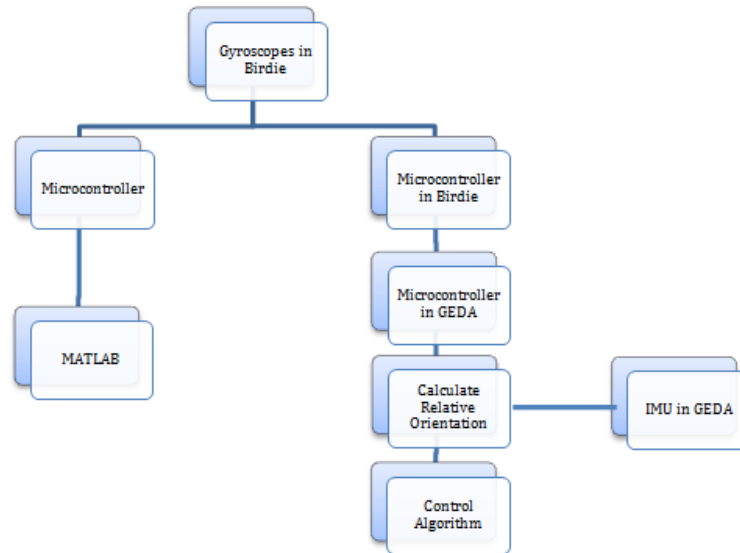 Gyroscopes in
Birdie
Microcontroller
Microcontroller
in Birdie
Microcontroller
in GEDA
MATLAB
Calculate
Relative
Orientation
IMU in GEDA
Control
Algorithm